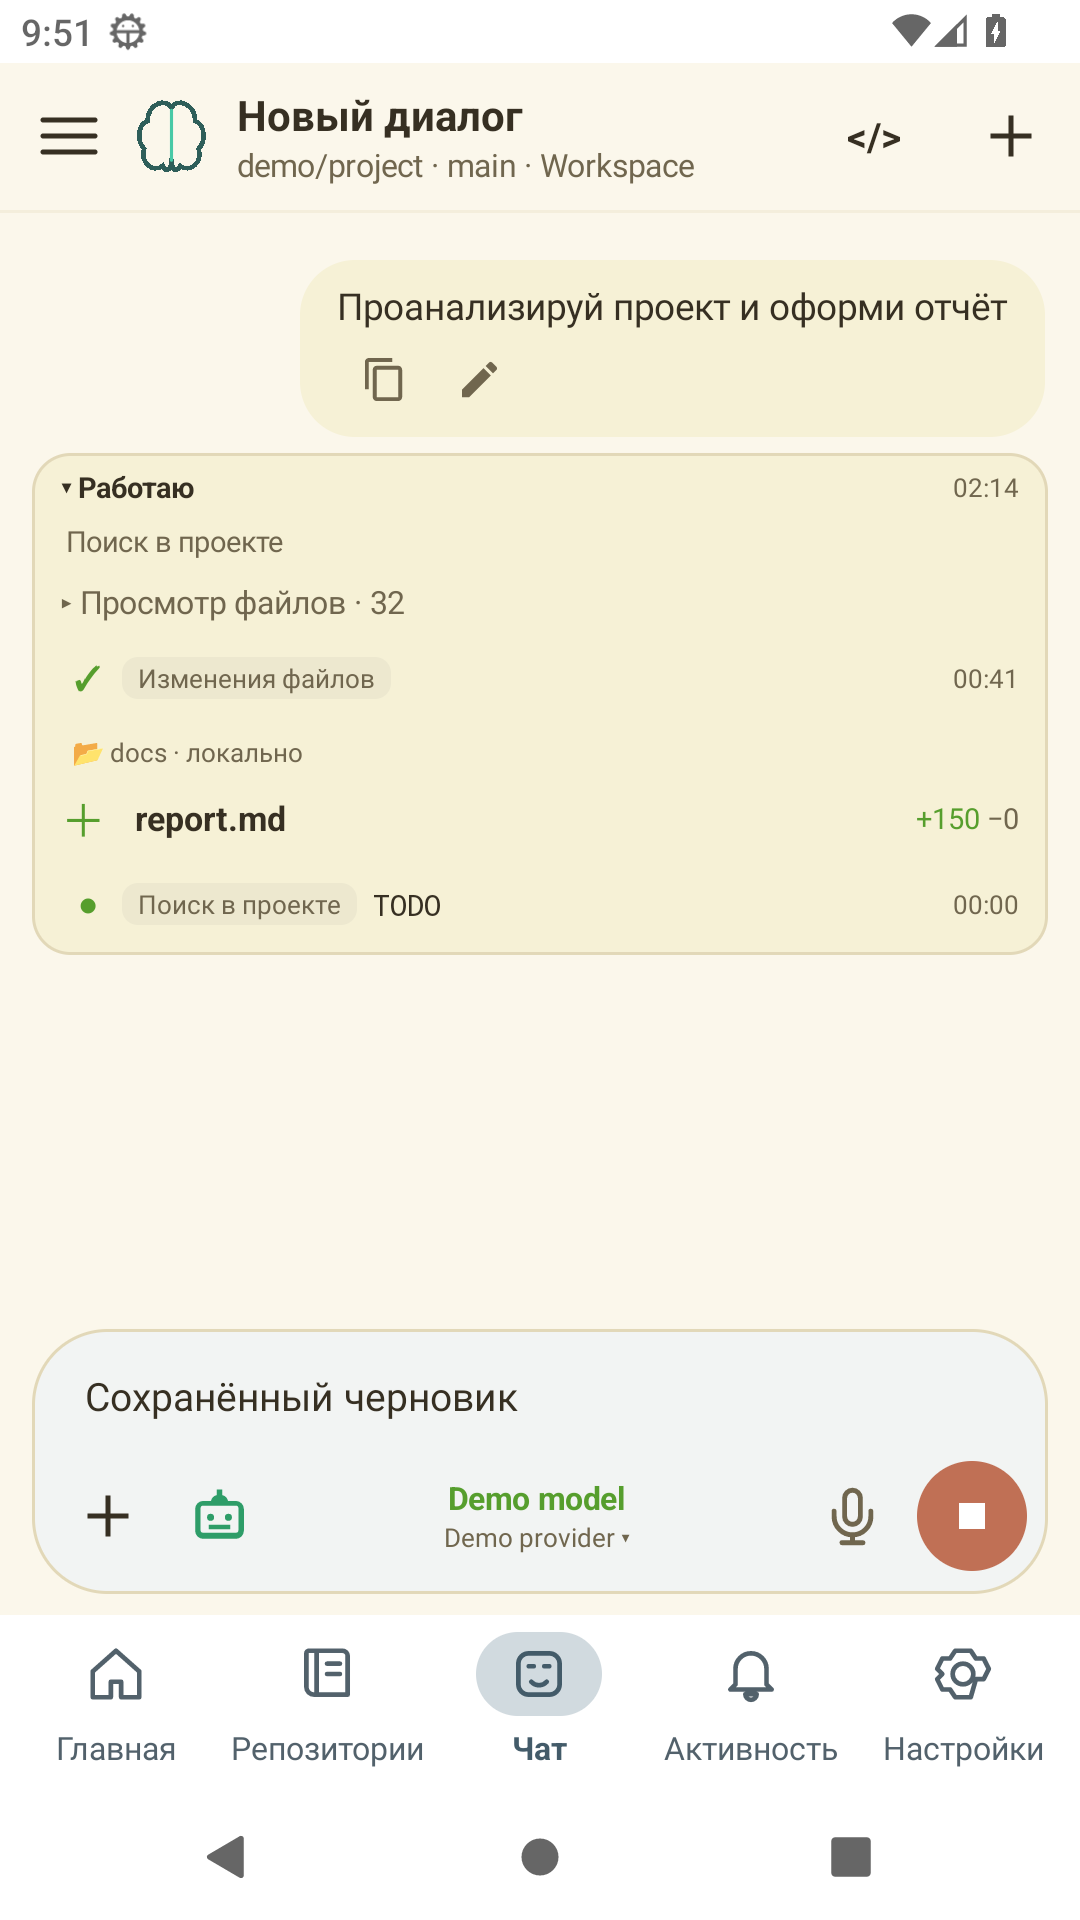 9:51
Новый диалог
demo/project · main · Workspace
</>
Проанализируй проект и оформи отчёт
▾ Работаю 02:14
Поиск в проекте
▸ Просмотр файлов · 32
✓ Изменения файлов 00:41
📂 docs · локально
+ report.md +150 −0
● Поиск в проекте TODO 00:00
Сохранённый черновик
Demo model
Demo provider ▾
Главная Репозитории Чат Активность Настройки